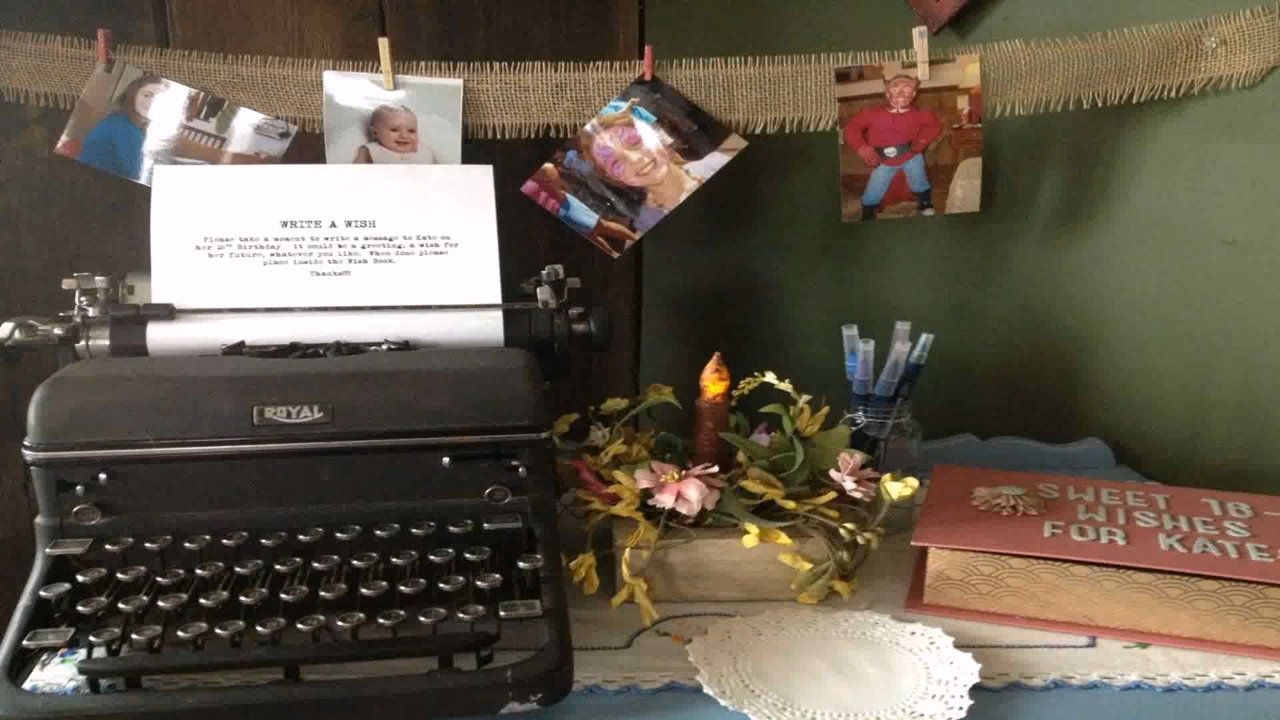 WRITE A WISH
Please take a moment to write a message to Kate on
her 16th Birthday. It could be a greeting, a wish for
her future, whatever you like. When done please
place inside the Wish Book.
Thanks!!!
ROYAL
SWEET 16-
WISHES
FOR KATE